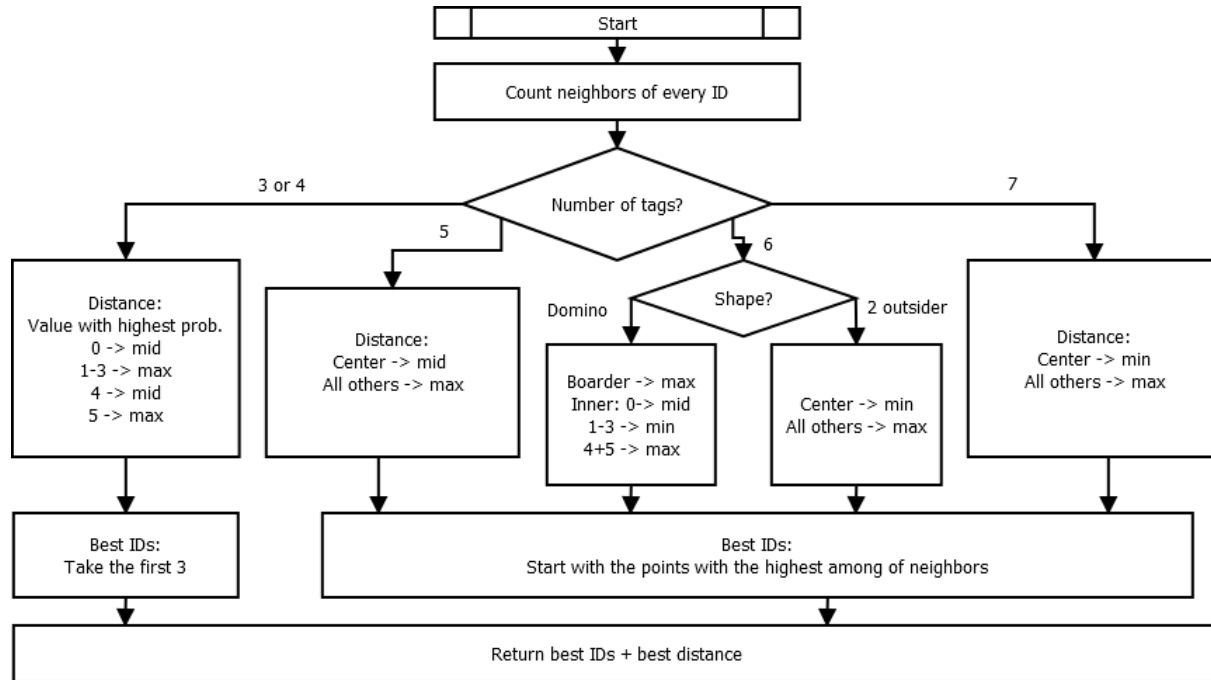 Start
Count neighbors of every ID
Number of tags?
3 or 4
5
6
7
Distance:
Value with highest prob.
0 -> mid
1-3 -> max
4 -> mid
5 -> max
Distance:
Center -> mid
All others -> max
Shape?
Domino
2 outsider
Boarder -> max
Inner: 0-> mid
1-3 -> min
4+5 -> max
Center -> min
All others -> max
Distance:
Center -> min
All others -> max
Best IDs:
Take the first 3
Best IDs:
Start with the points with the highest among of neighbors
Return best IDs + best distance